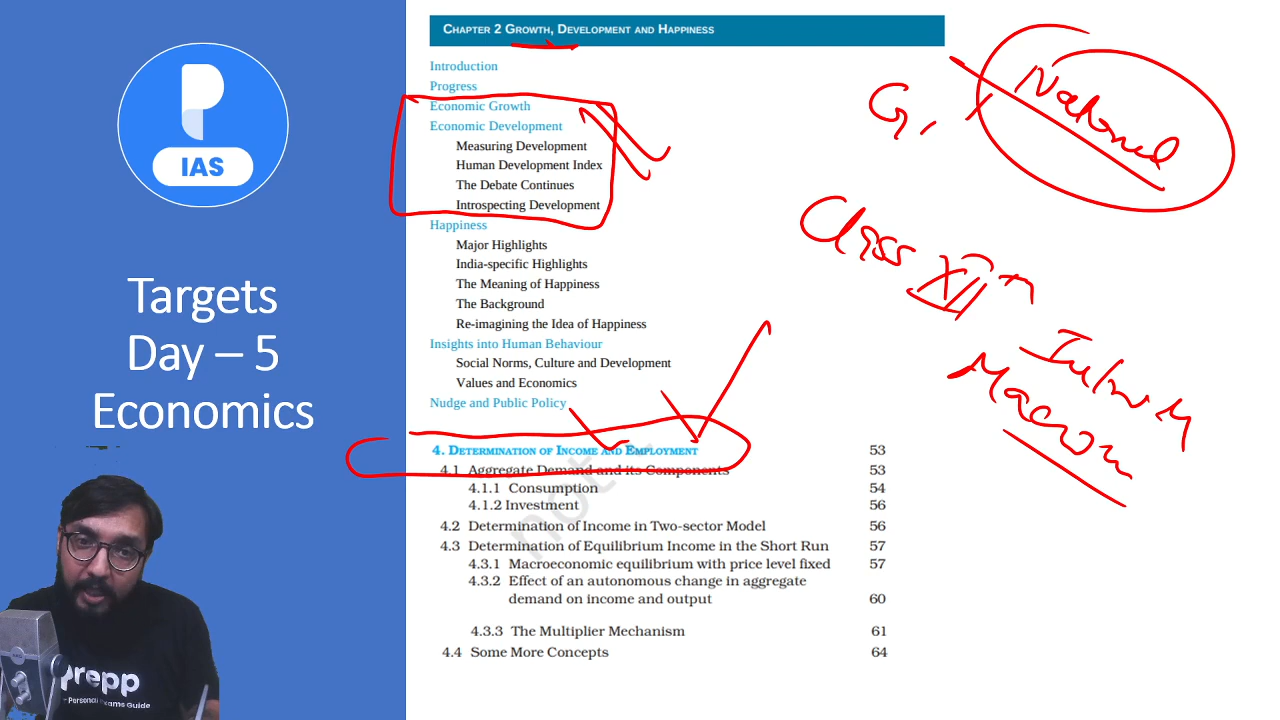 P
IAS
Targets
Day – 5
Economics
prepp
Personal Exams Guide
CHAPTER 2 GROWTH, DEVELOPMENT AND HAPPINESS
Introduction
Progress
Economic Growth
Economic Development
Measuring Development
Human Development Index
The Debate Continues
Introspecting Development
Happiness
Major Highlights
India-specific Highlights
The Meaning of Happiness
The Background
Re-imagining the Idea of Happiness
Insights into Human Behaviour
Social Norms, Culture and Development
Values and Economics
Nudge and Public Policy
4. DETERMINATION OF INCOME AND EMPLOYMENT 53
4.1 Aggregate Demand and its Components 53
4.1.1 Consumption 54
4.1.2 Investment 56
4.2 Determination of Income in Two-sector Model 56
4.3 Determination of Equilibrium Income in the Short Run 57
4.3.1 Macroeconomic equilibrium with price level fixed 57
4.3.2 Effect of an autonomous change in aggregate
demand on income and output 60
4.3.3 The Multiplier Mechanism 61
4.4 Some More Concepts 64
not
National
Class XII